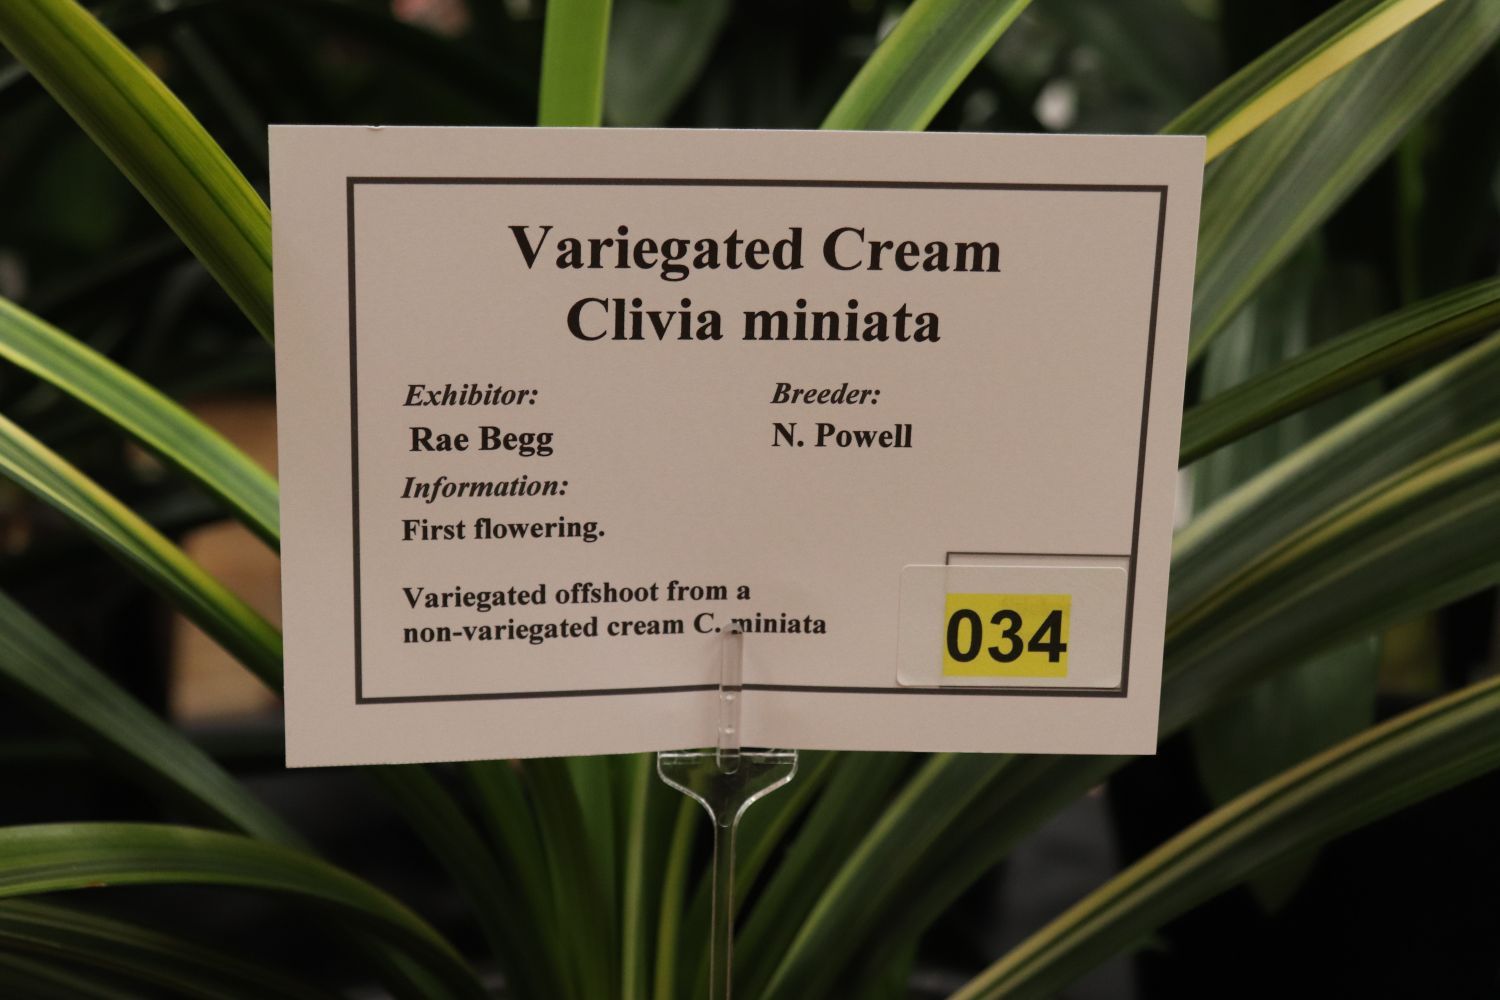 Variegated Cream
Clivia miniata
Exhibitor:
Rae Begg
Breeder:
N. Powell
Information:
First flowering.
Variegated offshoot from a
non-variegated cream C. miniata
034